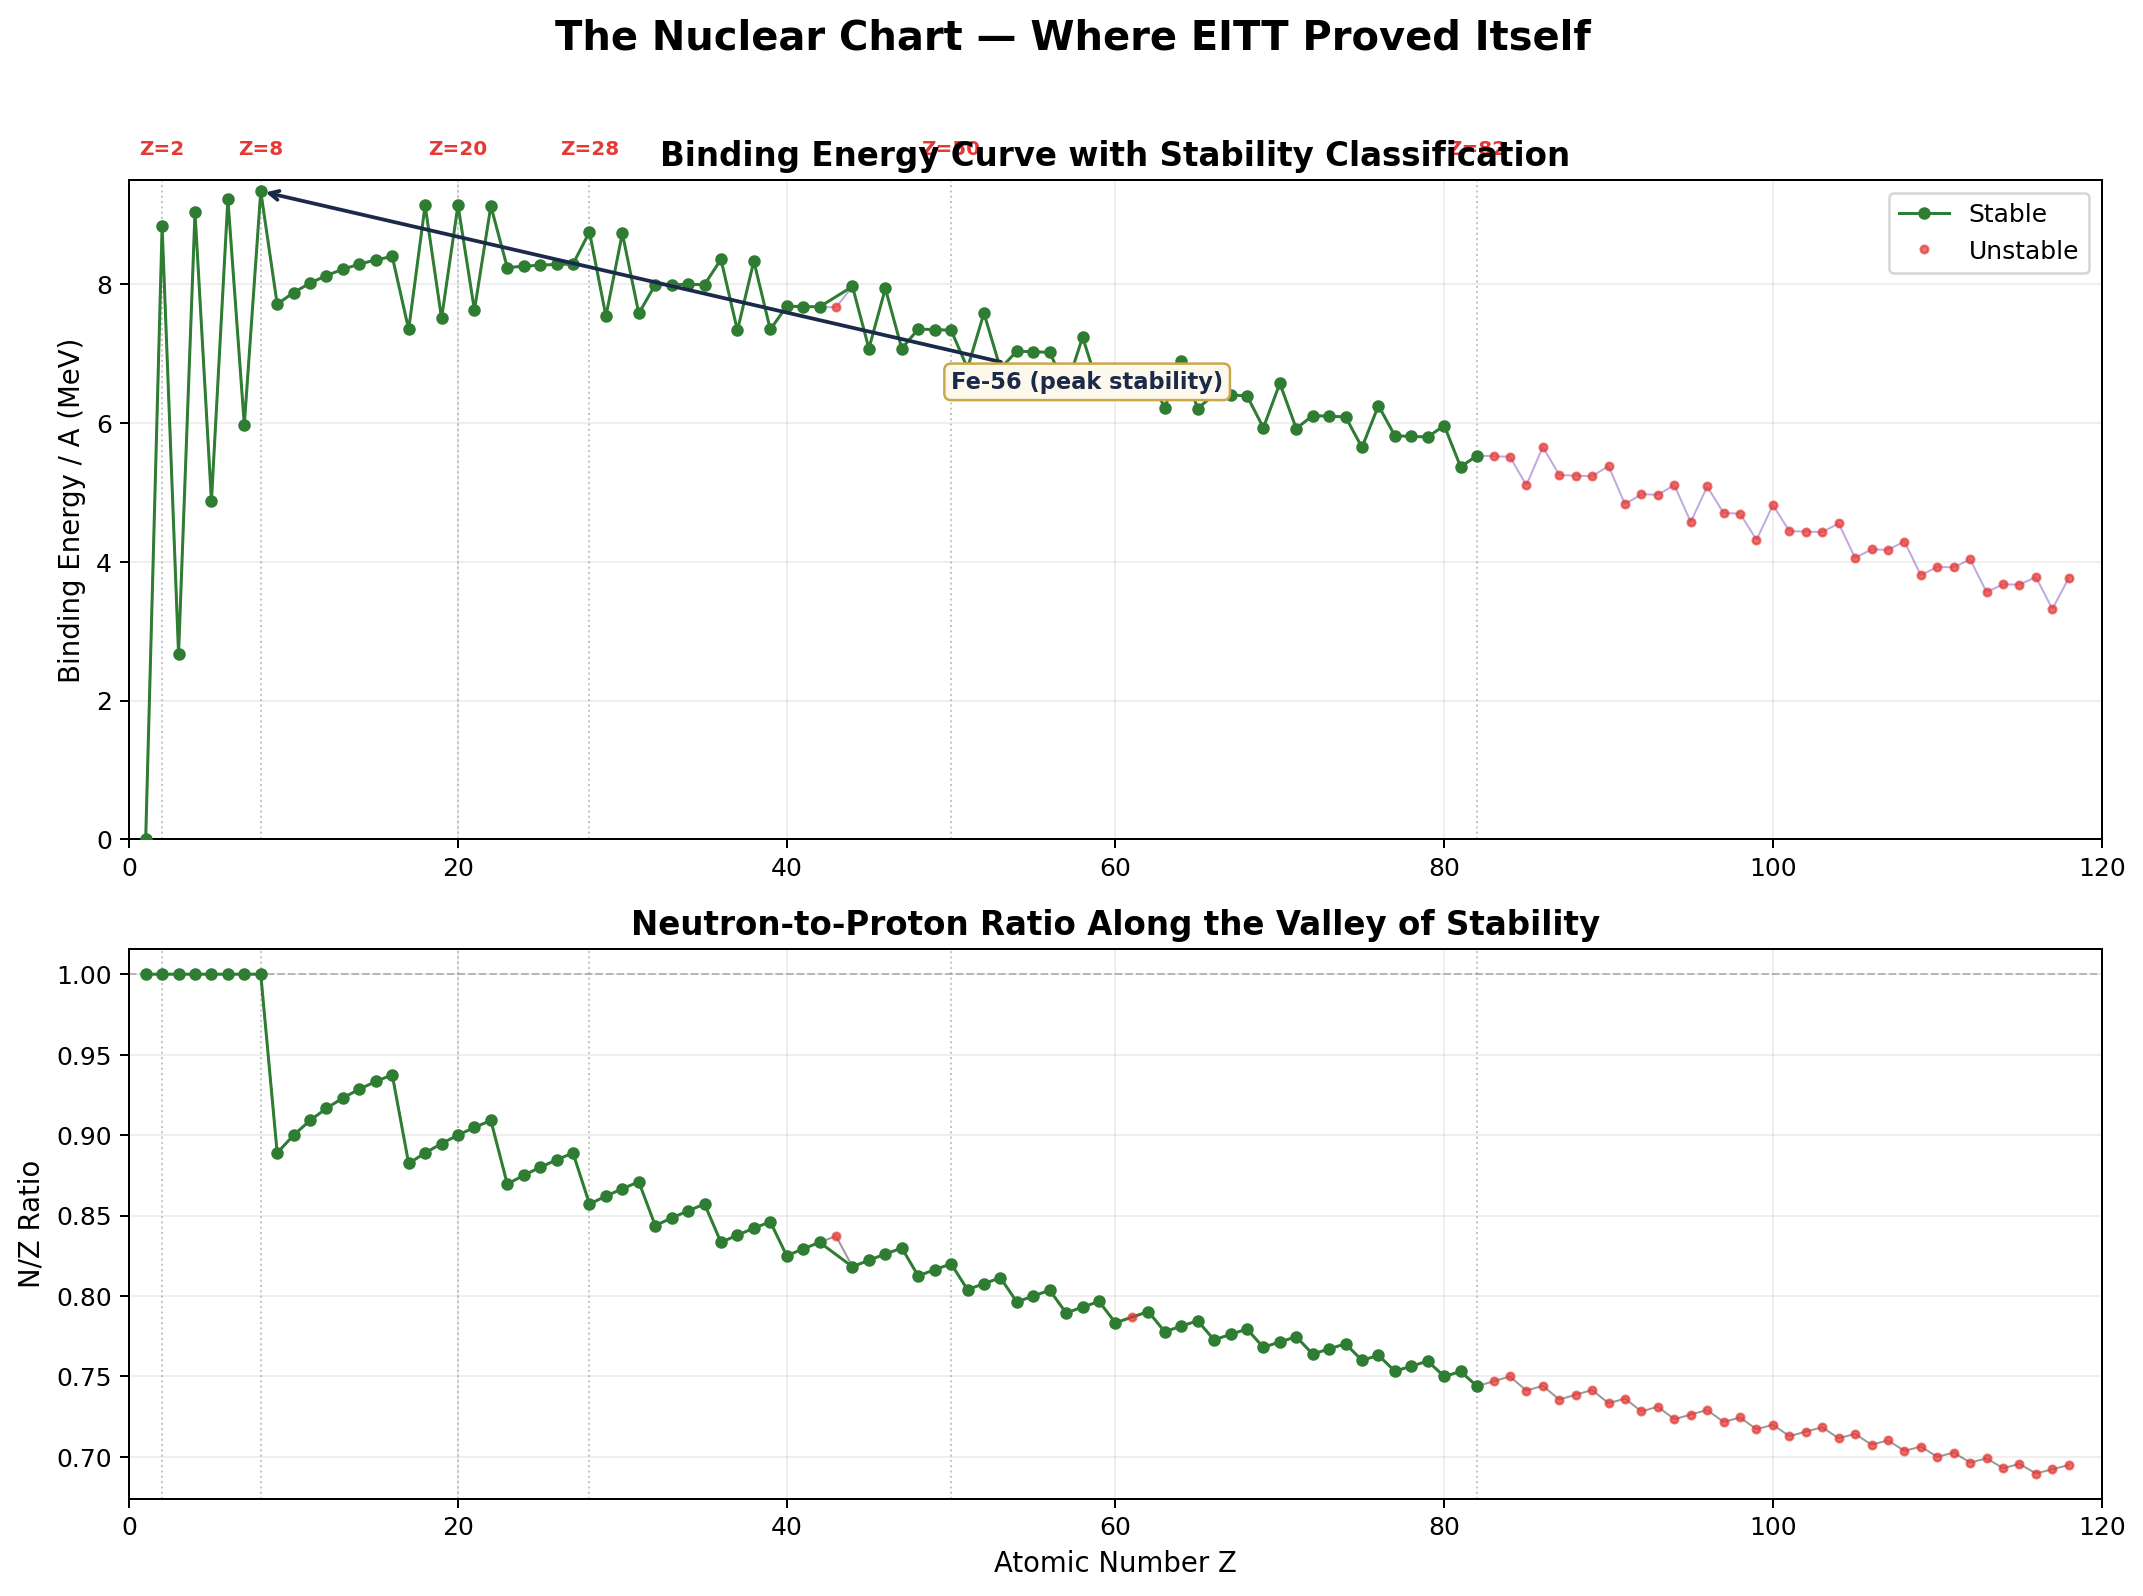 The Nuclear Chart — Where EITT Proved Itself
Z=2 Z=8 Z=20 Z=28 Z=50 Z=82
Binding Energy Curve with Stability Classification
Stable
Unstable
Fe-56 (peak stability)
Binding Energy / A (MeV)
8
6
4
2
0
0 20 40 60 80 100 120
Neutron-to-Proton Ratio Along the Valley of Stability
N/Z Ratio
1.00
0.95
0.90
0.85
0.80
0.75
0.70
0 20 40 60 80 100 120
Atomic Number Z